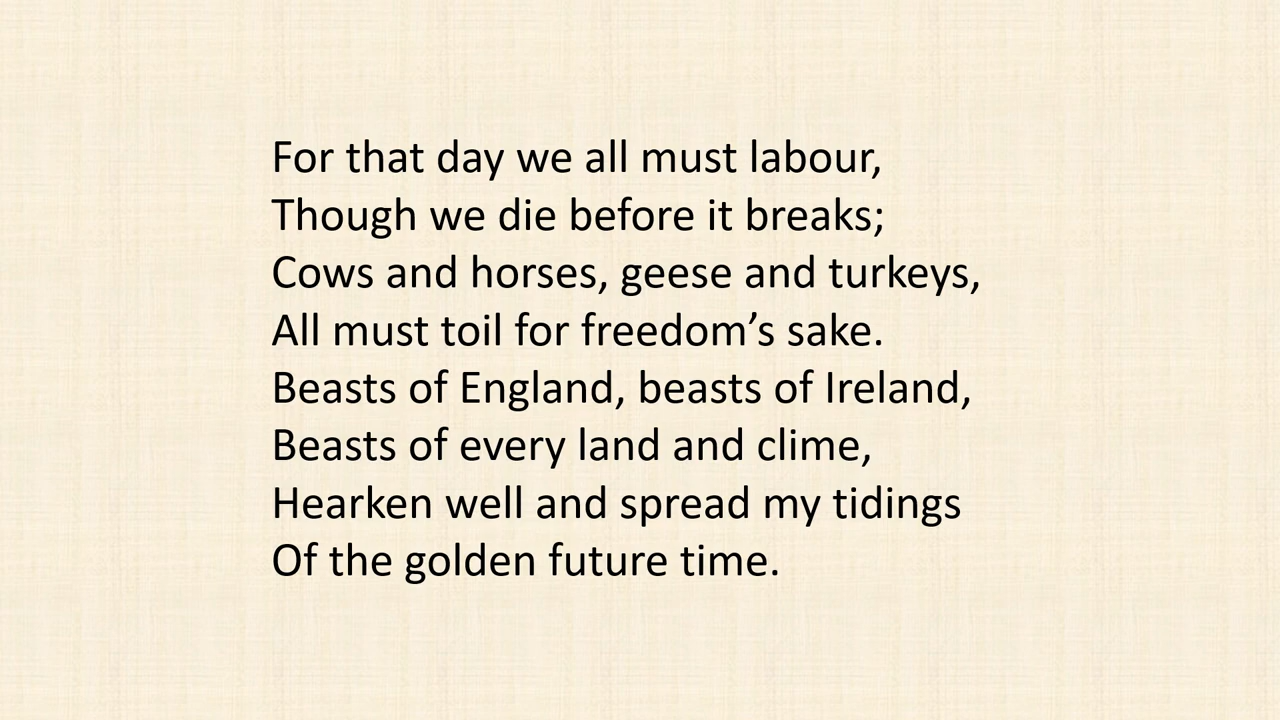 For that day we all must labour,
Though we die before it breaks;
Cows and horses, geese and turkeys,
All must toil for freedom’s sake.
Beasts of England, beasts of Ireland,
Beasts of every land and clime,
Hearken well and spread my tidings
Of the golden future time.